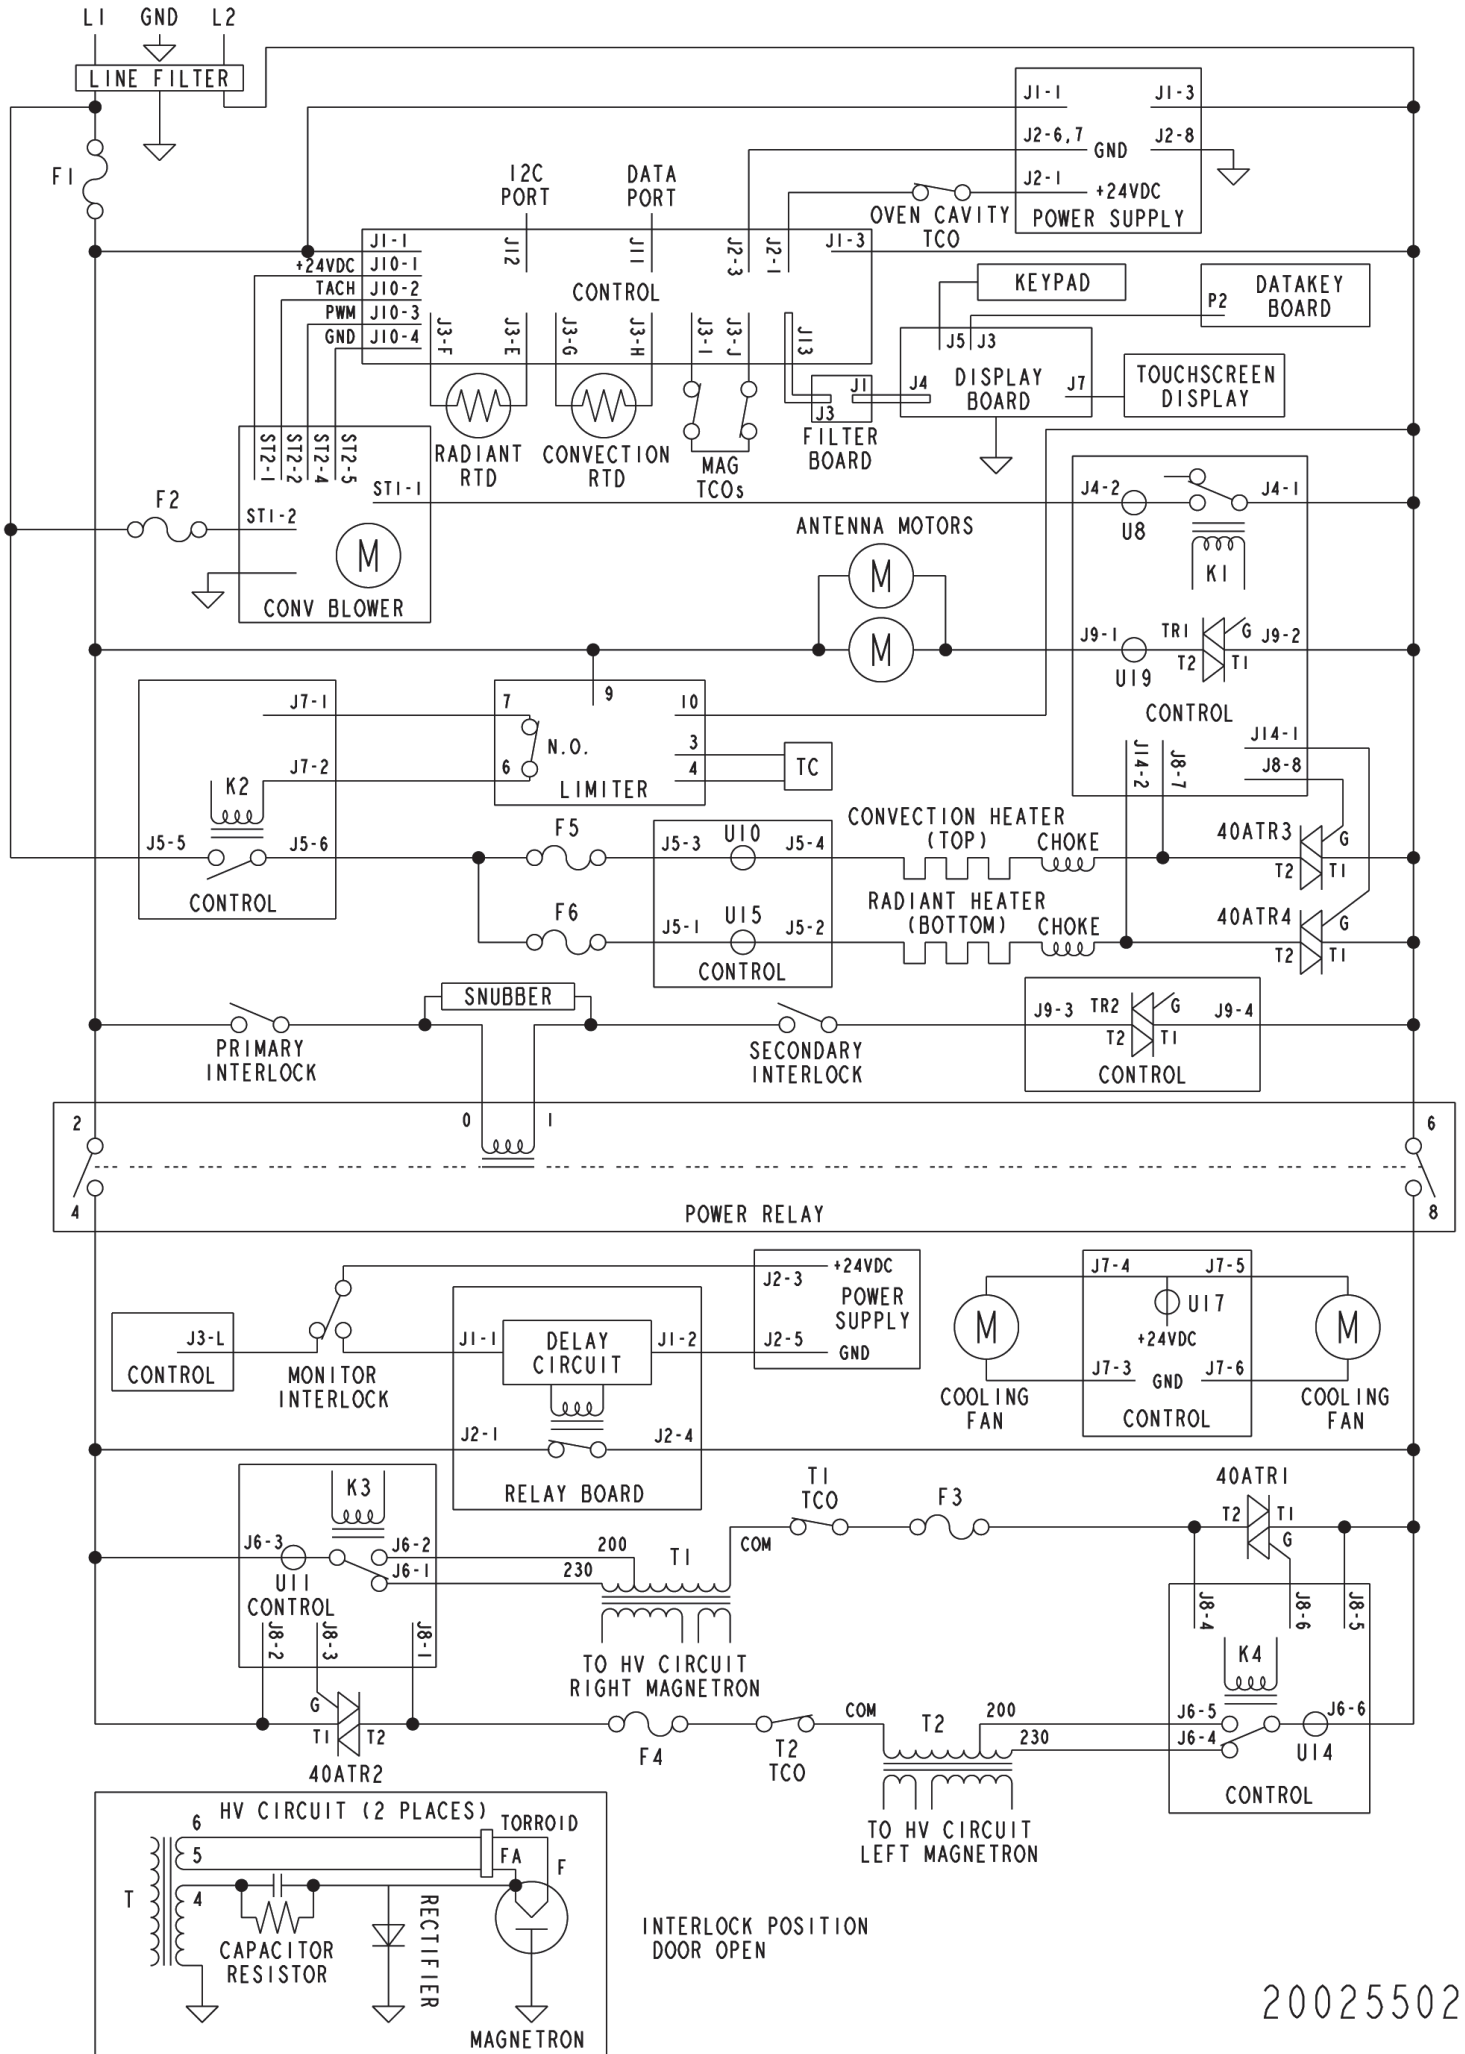 L1 GND L2
LINE FILTER
F1
J1-1 J1-3
J2-6,7 GND J2-8
J2-1 +24VDC
POWER SUPPLY
I2C
PORT
DATA
PORT
OVEN CAVITY
TCO
J1-1
+24VDC J10-1
TACH J10-2
PWM J10-3
GND J10-4
J12
J11
J2-3
J2-1
J1-3
CONTROL
J3-F
J3-E
J3-G
J3-H
J3-I
J3-J
J13
KEYPAD
P2 DATAKEY
BOARD
J5 J3
J4 DISPLAY J7
BOARD
TOUCHSCREEN
DISPLAY
J1
J3
FILTER
BOARD
RADIANT
RTD
CONVECTION
RTD
MAG
TCOs
ST2-1
ST2-2
ST2-4
ST2-5
F2
ST1-1
ST1-2
M
CONV BLOWER
ANTENNA MOTORS
M
M
J4-2 J4-1
U8
K1
J9-1 TR1 G J9-2
U19 T2 T1
CONTROL
J14-1
J8-8
J14-2
J8-7
J7-1
J7-2
K2
J5-5 J5-6
CONTROL
7 9 10
N.O. 3
6 4
LIMITER
TC
F5
J5-3 U10 J5-4
CONVECTION HEATER
(TOP) CHOKE
40ATR3
G
T2 T1
F6
J5-1 U15 J5-2
CONTROL
RADIANT HEATER
(BOTTOM) CHOKE
40ATR4
G
T2 T1
SNUBBER
PRIMARY
INTERLOCK
SECONDARY
INTERLOCK
J9-3 TR2 G J9-4
T2 T1
CONTROL
2 0 1 6
4 POWER RELAY 8
J3-L
CONTROL
MONITOR
INTERLOCK
J1-1 DELAY J1-2
CIRCUIT
J2-1 J2-4
RELAY BOARD
+24VDC
J2-3
POWER
SUPPLY
J2-5 GND
M
COOLING
FAN
J7-4 J7-5
U17
+24VDC
J7-3 GND J7-6
CONTROL
M
COOLING
FAN
K3
J6-3 J6-2
J6-1
U11
CONTROL
J8-2
J8-3
J8-1
200 T1 COM
230
T1
TCO
F3
40ATR1
T2 T1
G
TO HV CIRCUIT
RIGHT MAGNETRON
J8-4
J8-6
J8-5
K4
J6-5 J6-6
J6-4
U14
CONTROL
G
T1 T2
40ATR2
F4
T2
TCO
COM T2 200
230
TO HV CIRCUIT
LEFT MAGNETRON
HV CIRCUIT (2 PLACES)
6 TORROID
5 FA F
T 4
CAPACITOR
RESISTOR
RECTIFIER
MAGNETRON
INTERLOCK POSITION
DOOR OPEN
20025502